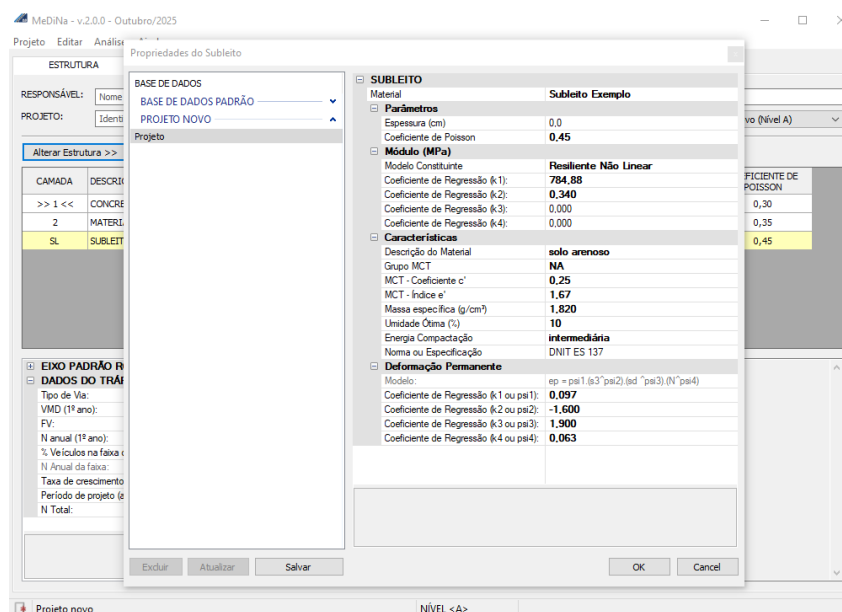 MeDiNa - v.2.0.0 - Outubro/2025
Projeto Editar Análise
ESTRUTURA
RESPONSÁVEL: Nome
PROJETO: Identi
vo (Nível A)
Alterar Estrutura >>
CAMADA DESCRIÇ
FICIENTE DE
POISSON
>> 1 << CONCRE 0,30
2 MATERIA 0,35
SL SUBLEIT 0,45
EIXO PADRÃO R
DADOS DO TRÁF
Tipo de Via:
VMD (1º ano):
FV:
N anual (1º ano):
% Veículos na faixa
N Anual da faixa:
Taxa de crescimento
Período de projeto (a
N Total:
Propriedades do Subleito
BASE DE DADOS
BASE DE DADOS PADRÃO
PROJETO NOVO
Projeto
SUBLEITO
Material Subleito Exemplo
Parâmetros
Espessura (cm) 0,0
Coeficiente de Poisson 0,45
Módulo (MPa)
Modelo Constituinte Resiliente Não Linear
Coeficiente de Regressão (k1): 784,88
Coeficiente de Regressão (k2): 0,340
Coeficiente de Regressão (k3): 0,000
Coeficiente de Regressão (k4): 0,000
Características
Descrição do Material solo arenoso
Grupo MCT NA
MCT - Coeficiente c' 0,25
MCT - Índice e' 1,67
Massa específica (g/cm³) 1,820
Umidade Ótima (%) 10
Energia Compactação intermediária
Norma ou Especificação DNIT ES 137
Deformação Permanente
Modelo: ep = psi1.(s3^psi2).(sd ^psi3).(N^psi4)
Coeficiente de Regressão (k1 ou psi1): 0,097
Coeficiente de Regressão (k2 ou psi2): -1,600
Coeficiente de Regressão (k3 ou psi3): 1,900
Coeficiente de Regressão (k4 ou psi4): 0,063
Excluir Atualizar Salvar OK Cancel
Projeto novo NÍVEL <A>